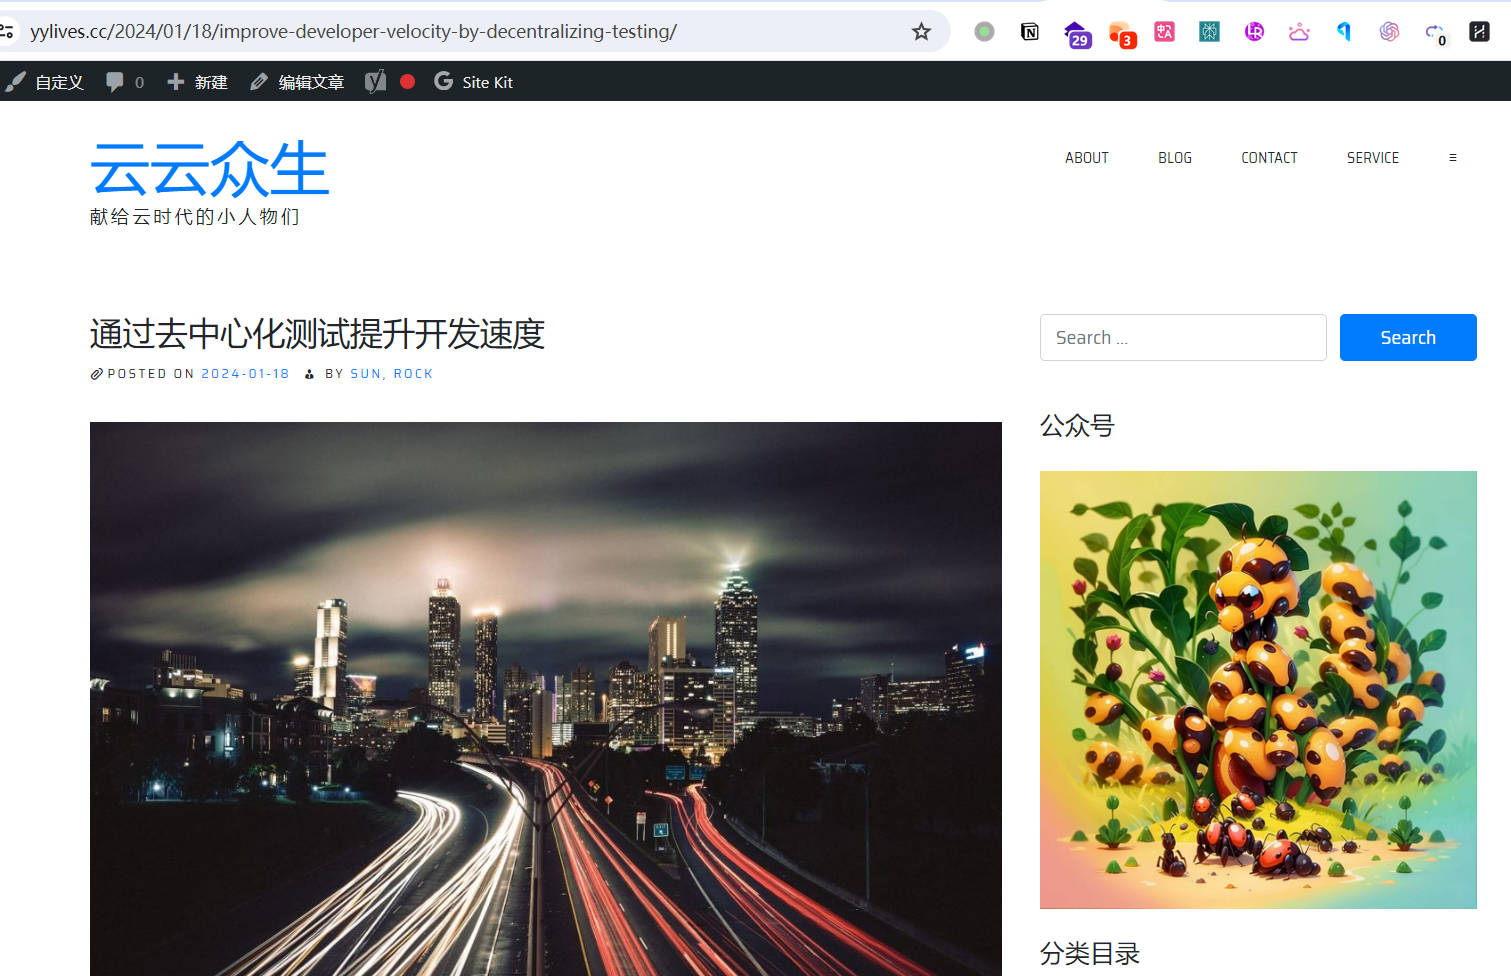 yylives.cc/2024/01/18/improve-developer-velocity-by-decentralizing-testing/
29
3
0
自定义
0
新建
编辑文章
Site Kit
云云众生
献给云时代的小人物们
ABOUT
BLOG
CONTACT
SERVICE
通过去中心化测试提升开发速度
POSTED ON 2024-01-18 BY SUN, ROCK
Search ...
Search
公众号
分类目录